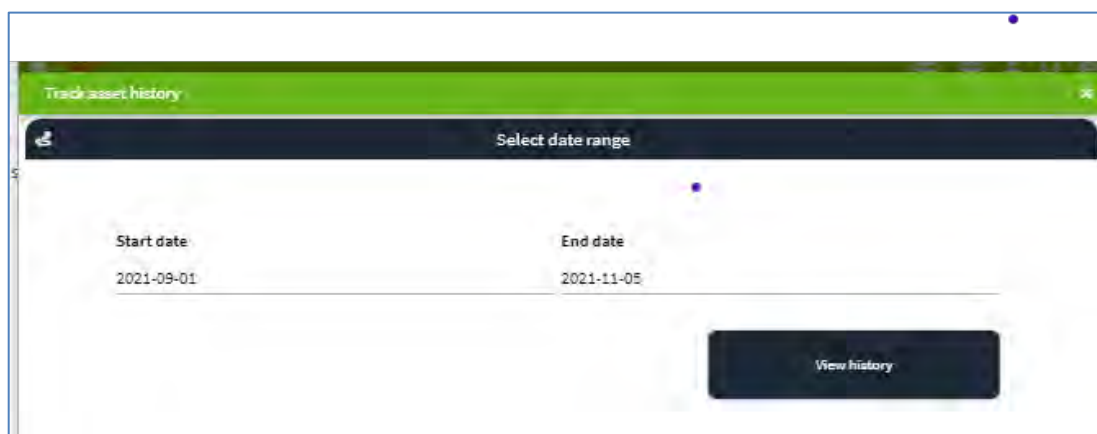 Track asset history
Select date range
Start date
End date
2021-09-01
2021-11-05
View history